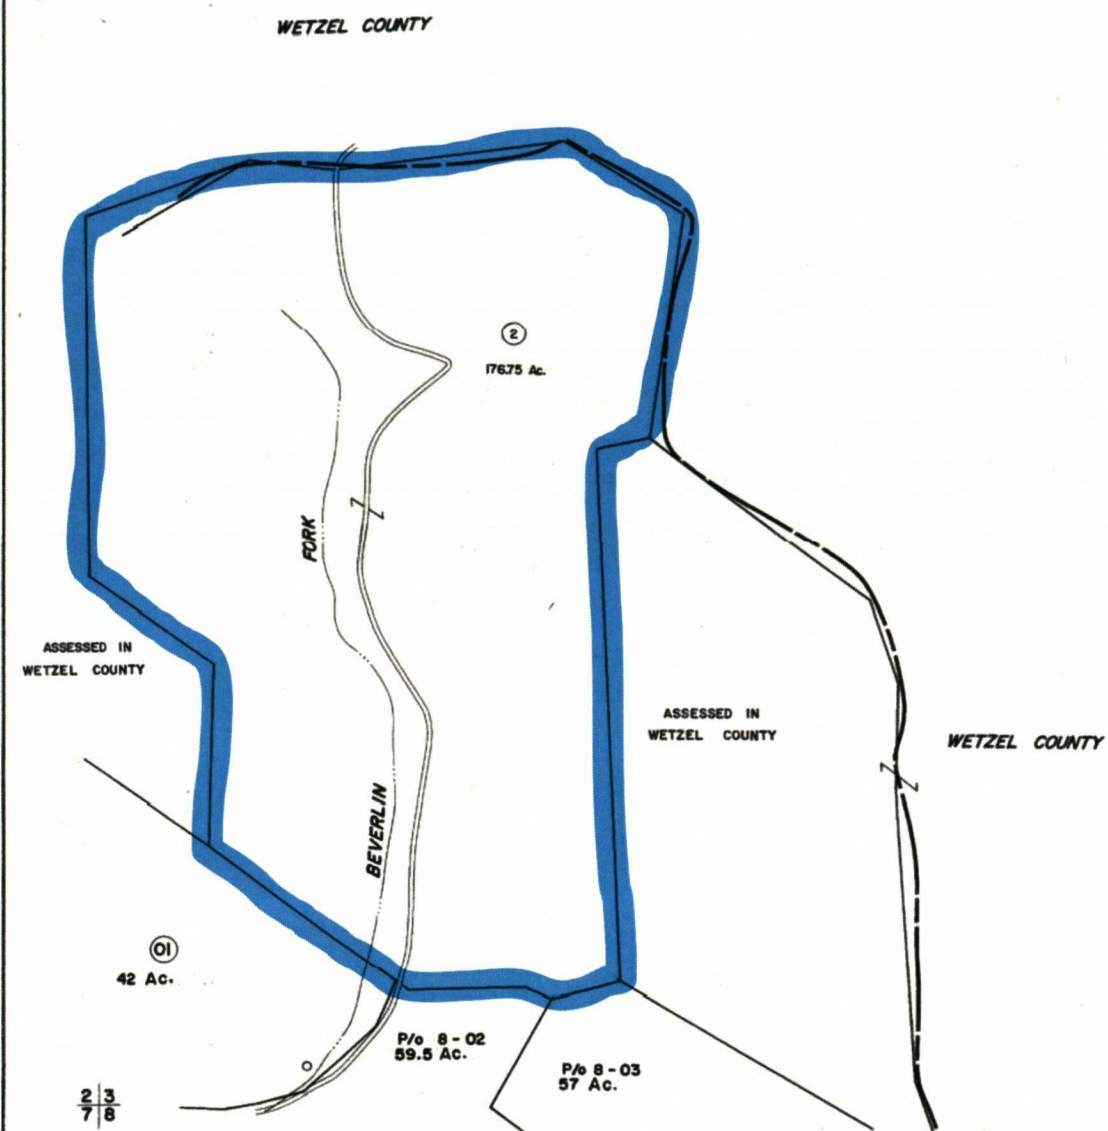 WETZEL COUNTY
2
176.75 Ac.
FORK
ASSESSED IN
WETZEL COUNTY
ASSESSED IN
WETZEL COUNTY
WETZEL COUNTY
BEVERLIN
01
42 Ac.
P/o 8-02
59.5 Ac.
P/o 8-03
57 Ac.
2 3
7 8